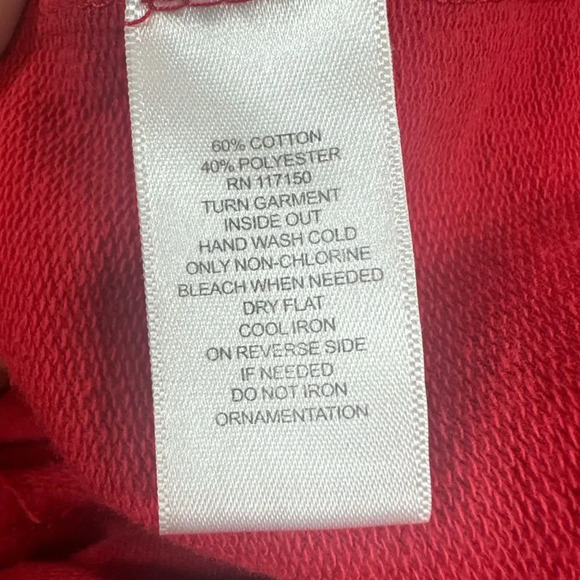 60% COTTON
40% POLYESTER
RN 117150
TURN GARMENT
INSIDE OUT
HAND WASH COLD
ONLY NON-CHLORINE
BLEACH WHEN NEEDED
DRY FLAT
COOL IRON
ON REVERSE SIDE
IF NEEDED
DO NOT IRON
ORNAMENTATION